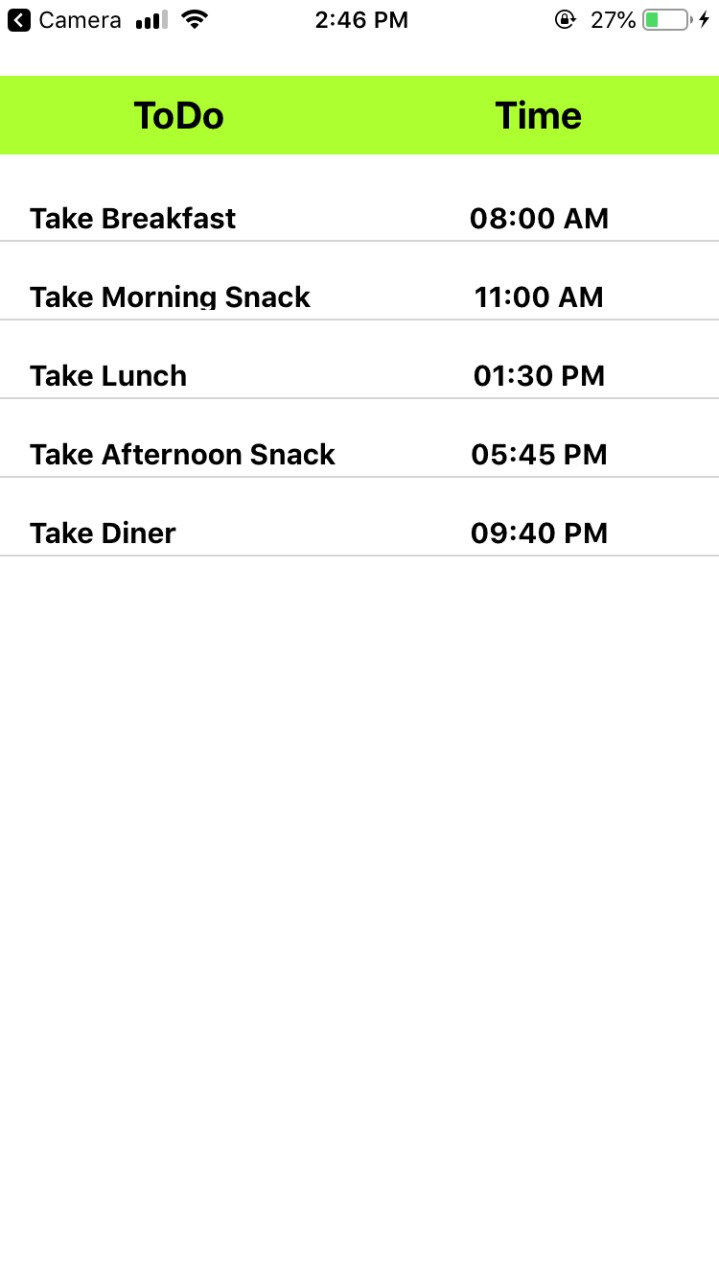 Camera 2:46 PM 27%
ToDo Time
Take Breakfast 08:00 AM
Take Morning Snack 11:00 AM
Take Lunch 01:30 PM
Take Afternoon Snack 05:45 PM
Take Diner 09:40 PM